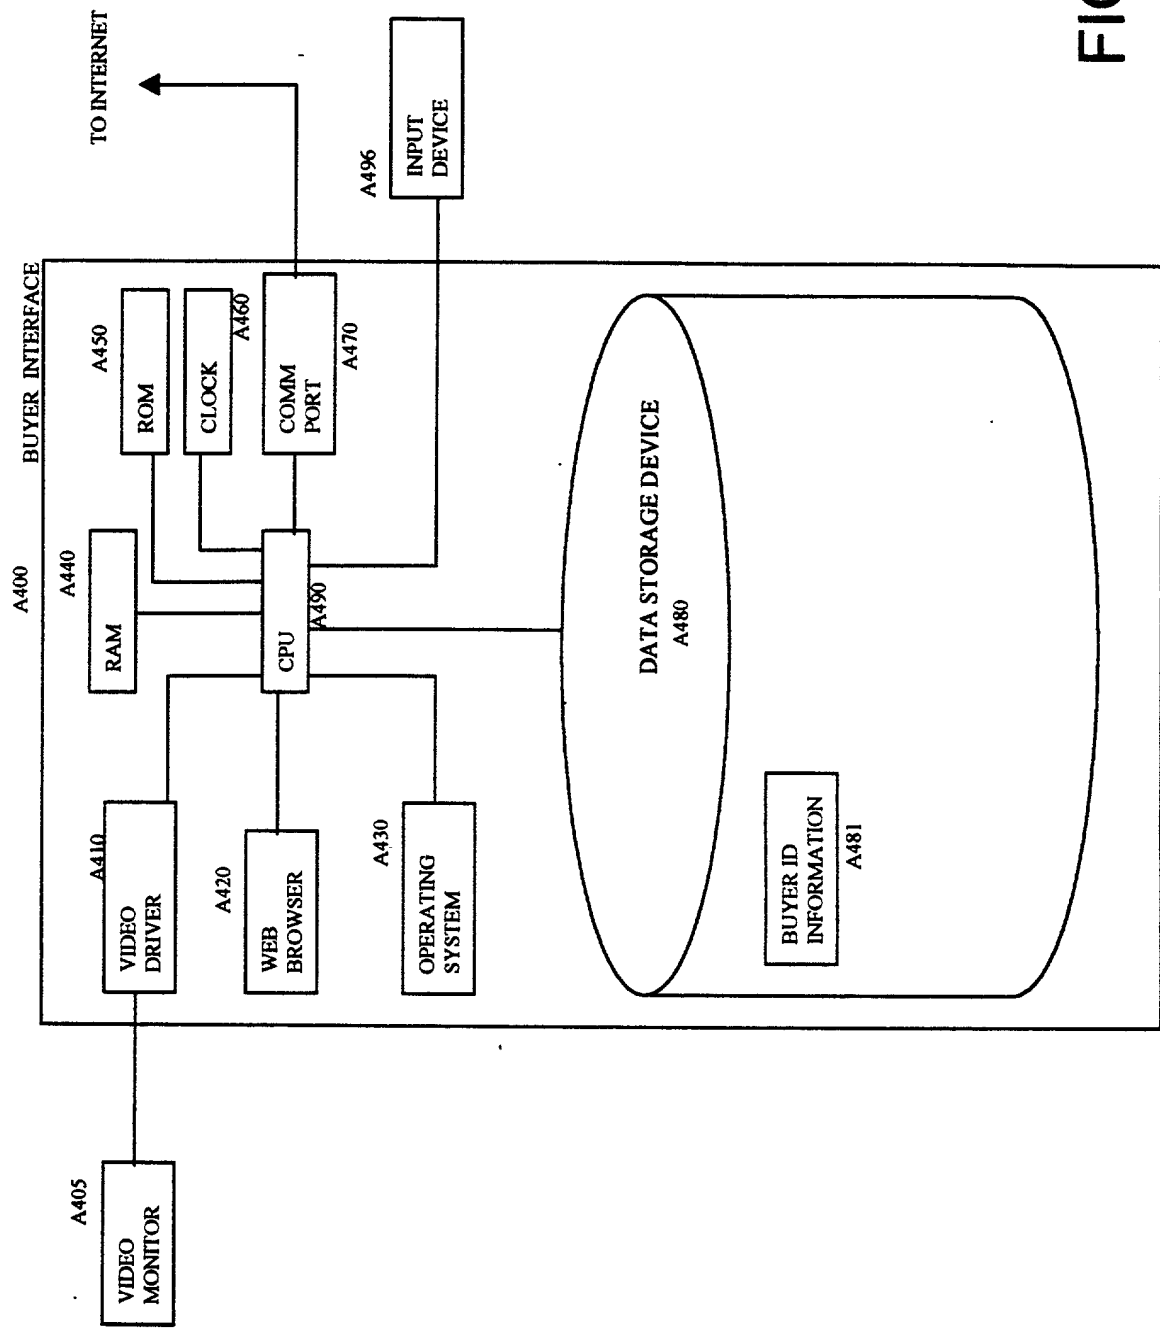 A400
BUYER INTERFACE
TO INTERNET
A405
VIDEO
MONITOR
A410
VIDEO
DRIVER
A440
RAM
A450
ROM
CLOCK
A460
A420
WEB
BROWSER
CPU
A490
COMM
PORT
A470
A496
INPUT
DEVICE
A430
OPERATING
SYSTEM
DATA STORAGE DEVICE
A480
BUYER ID
INFORMATION
A481